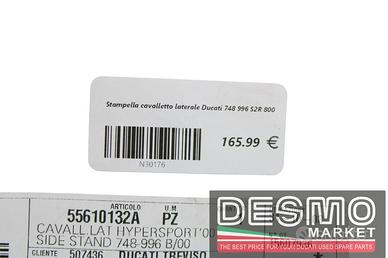 Stampella cavalletto laterale Ducati 748 996 S2R 800
165.99 €
N30176
ARTICOLO U.M.
55610132A PZ
CAVALL.LAT HYPERSPORT'00
SIDE STAND 748-996 B/00
CLIENTE 507436 DUCATI TREVISO
DESMO
MARKET
THE BEST PRICE FOR YOUR DUCATI USED SPARE PARTS